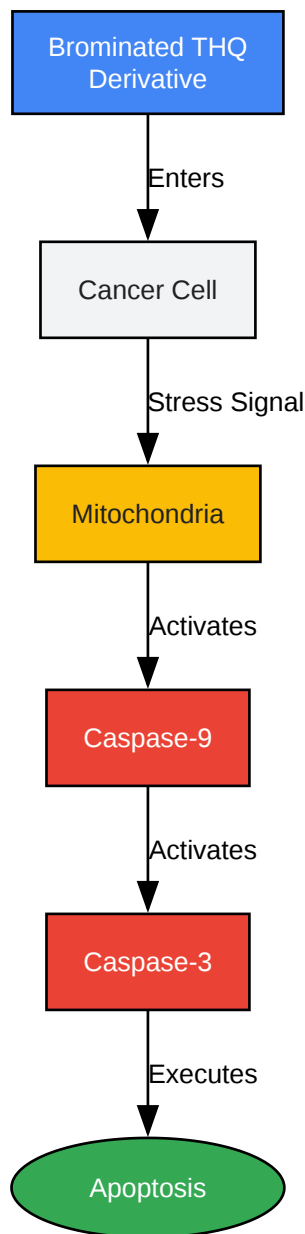 Brominated THQ
Derivative
Enters
Cancer Cell
Stress Signal
Mitochondria
Activates
Caspase-9
Activates
Caspase-3
Executes
Apoptosis